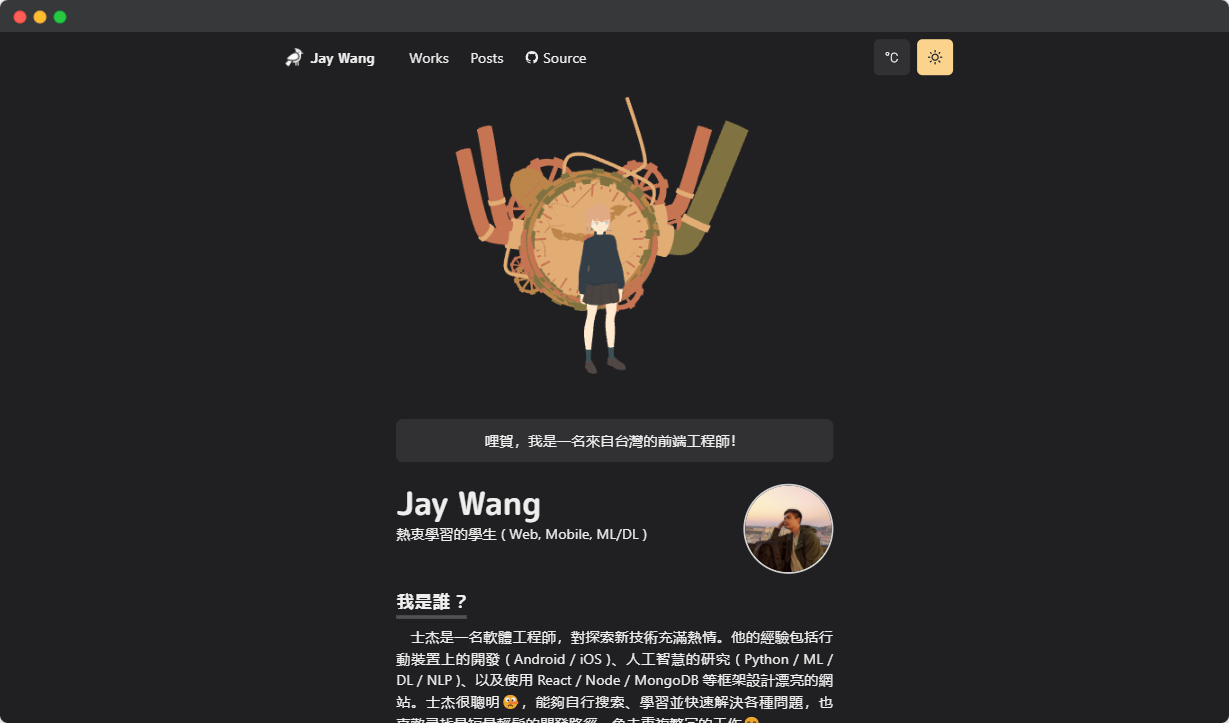 Jay Wang
Works
Posts
Source
°C
哩賀，我是一名來自台灣的前端工程師！
Jay Wang
熱衷學習的學生 ( Web, Mobile, ML/DL )
我是誰？
士杰是一名軟體工程師，對探索新技術充滿熱情。他的經驗包括行
動裝置上的開發 ( Android / iOS )、人工智慧的研究 ( Python / ML /
DL / NLP )、以及使用 React / Node / MongoDB 等框架設計漂亮的網
站。士杰很聰明🤕，能夠自行搜索、學習並快速解決各種問題，也